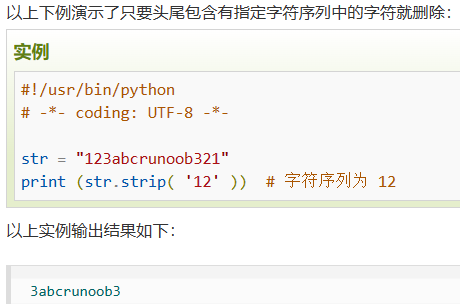 以上下例演示了只要头尾包含有指定字符序列中的字符就删除：
实例
#!/usr/bin/python
# -*- coding: UTF-8 -*-
str = "123abcrunoob321"
print (str.strip( '12' ))  # 字符序列为 12
以上实例输出结果如下：
3abcrunoob3